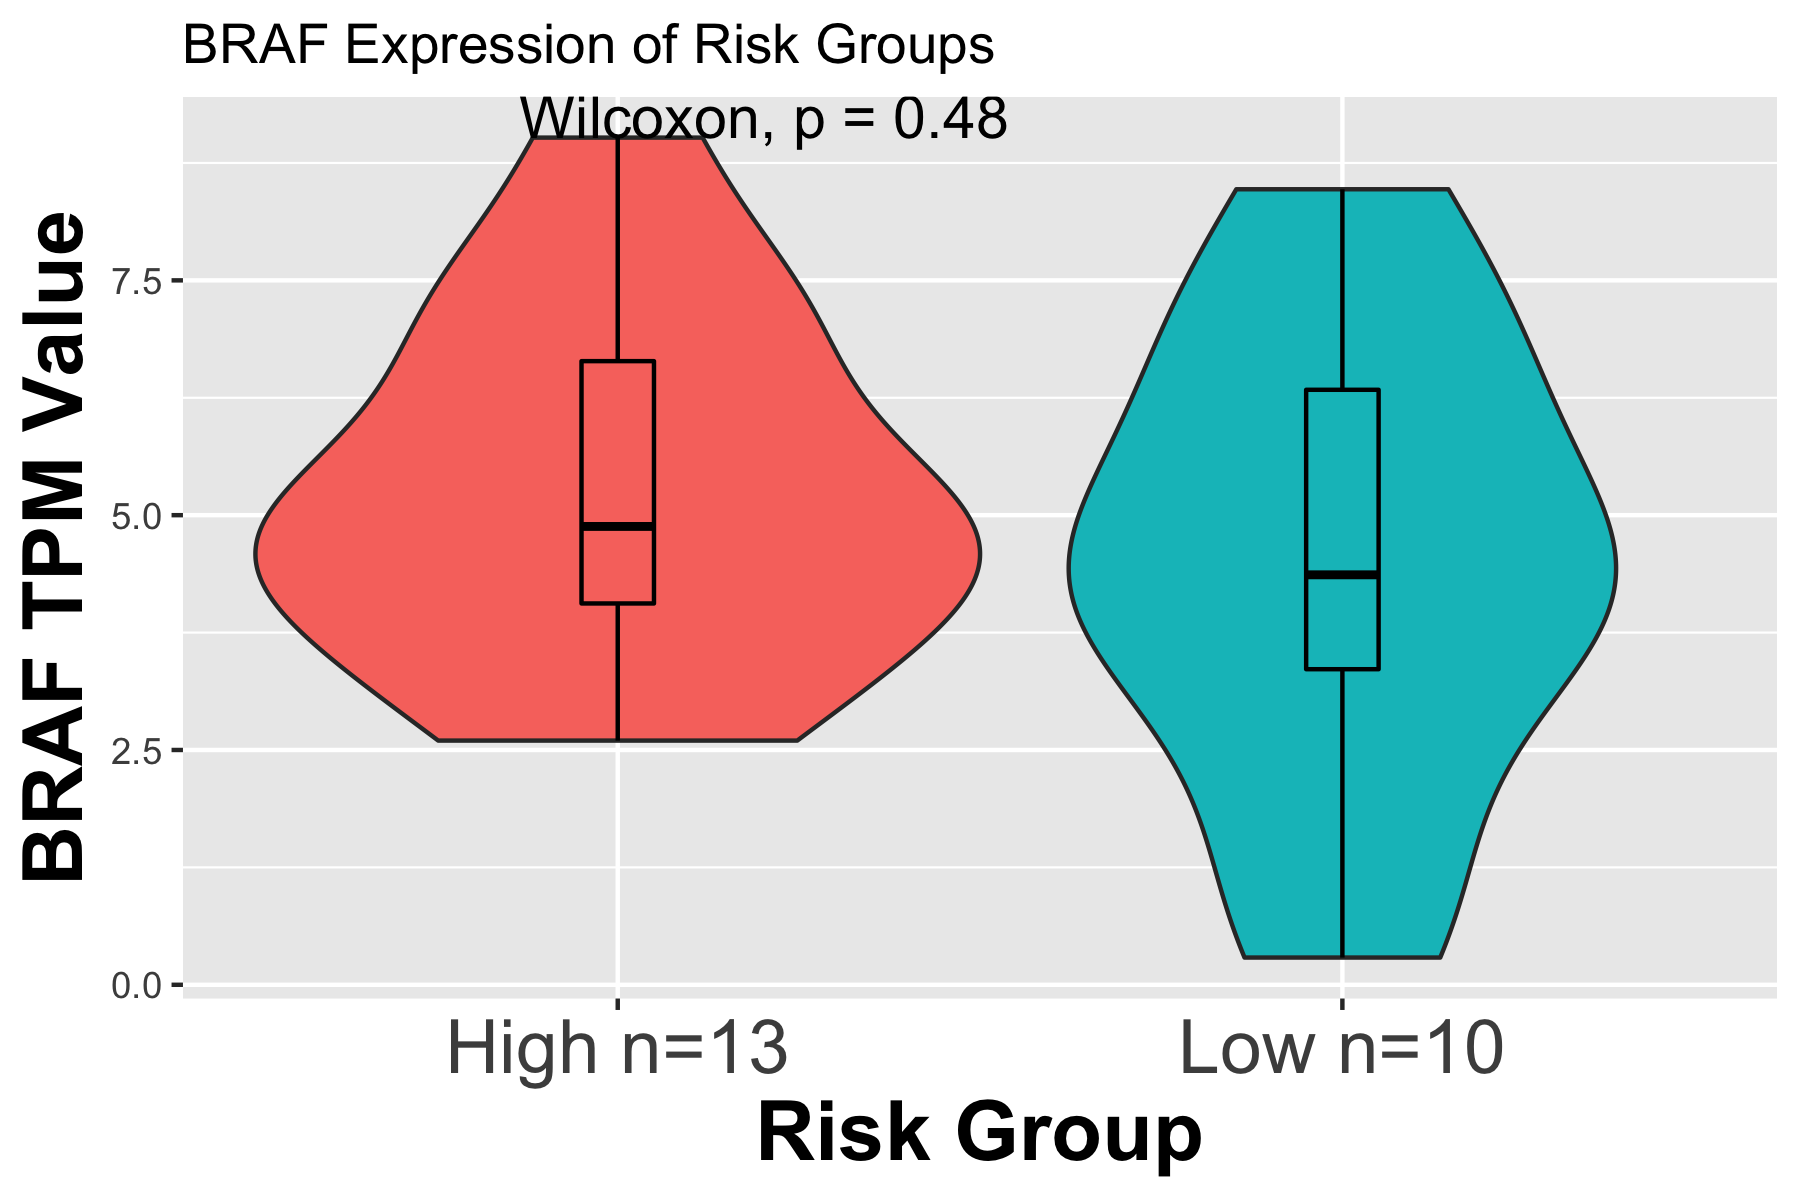 BRAF Expression of Risk Groups
Wilcoxon, p = 0.48
BRAF TPM Value
7.5
5.0
2.5
0.0
High n=13
Low n=10
Risk Group